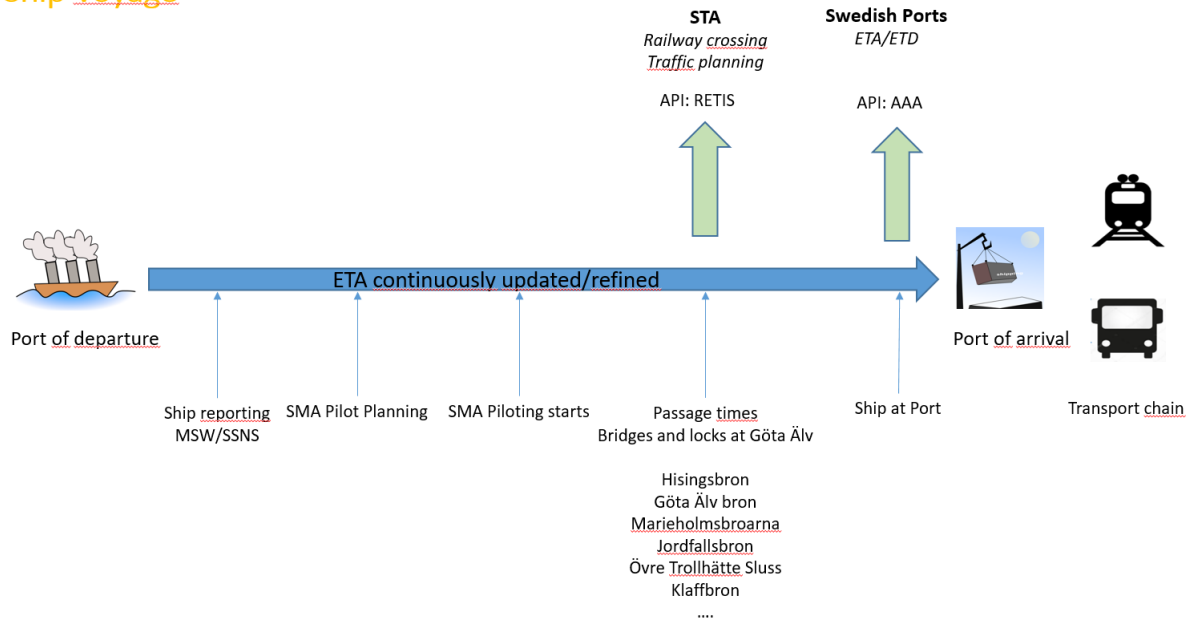 Ship Voyage
STA
Railway crossing
Traffic planning
API: RETIS
Swedish Ports
ETA/ETD
API: AAA
ETA continuously updated/refined
Port of departure
Port of arrival
Ship reporting
MSW/SSNS
SMA Pilot Planning
SMA Piloting starts
Passage times
Bridges and locks at Göta Älv
Ship at Port
Transport chain
Hisingsbron
Göta Älv bron
Marieholmsbroarna
Jordfallsbron
Övre Trollhätte Sluss
Klaffbron
....